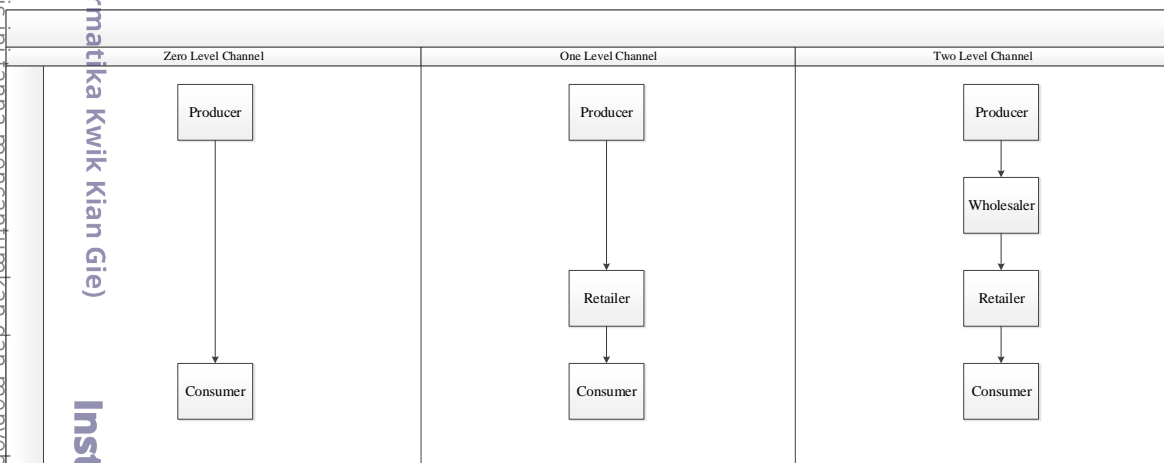 Zero Level Channel
One Level Channel
Two Level Channel
Producer
Producer
Producer
Wholesaler
Retailer
Retailer
Consumer
Consumer
Consumer
rmatika Kwik Kian Gie)
Inst